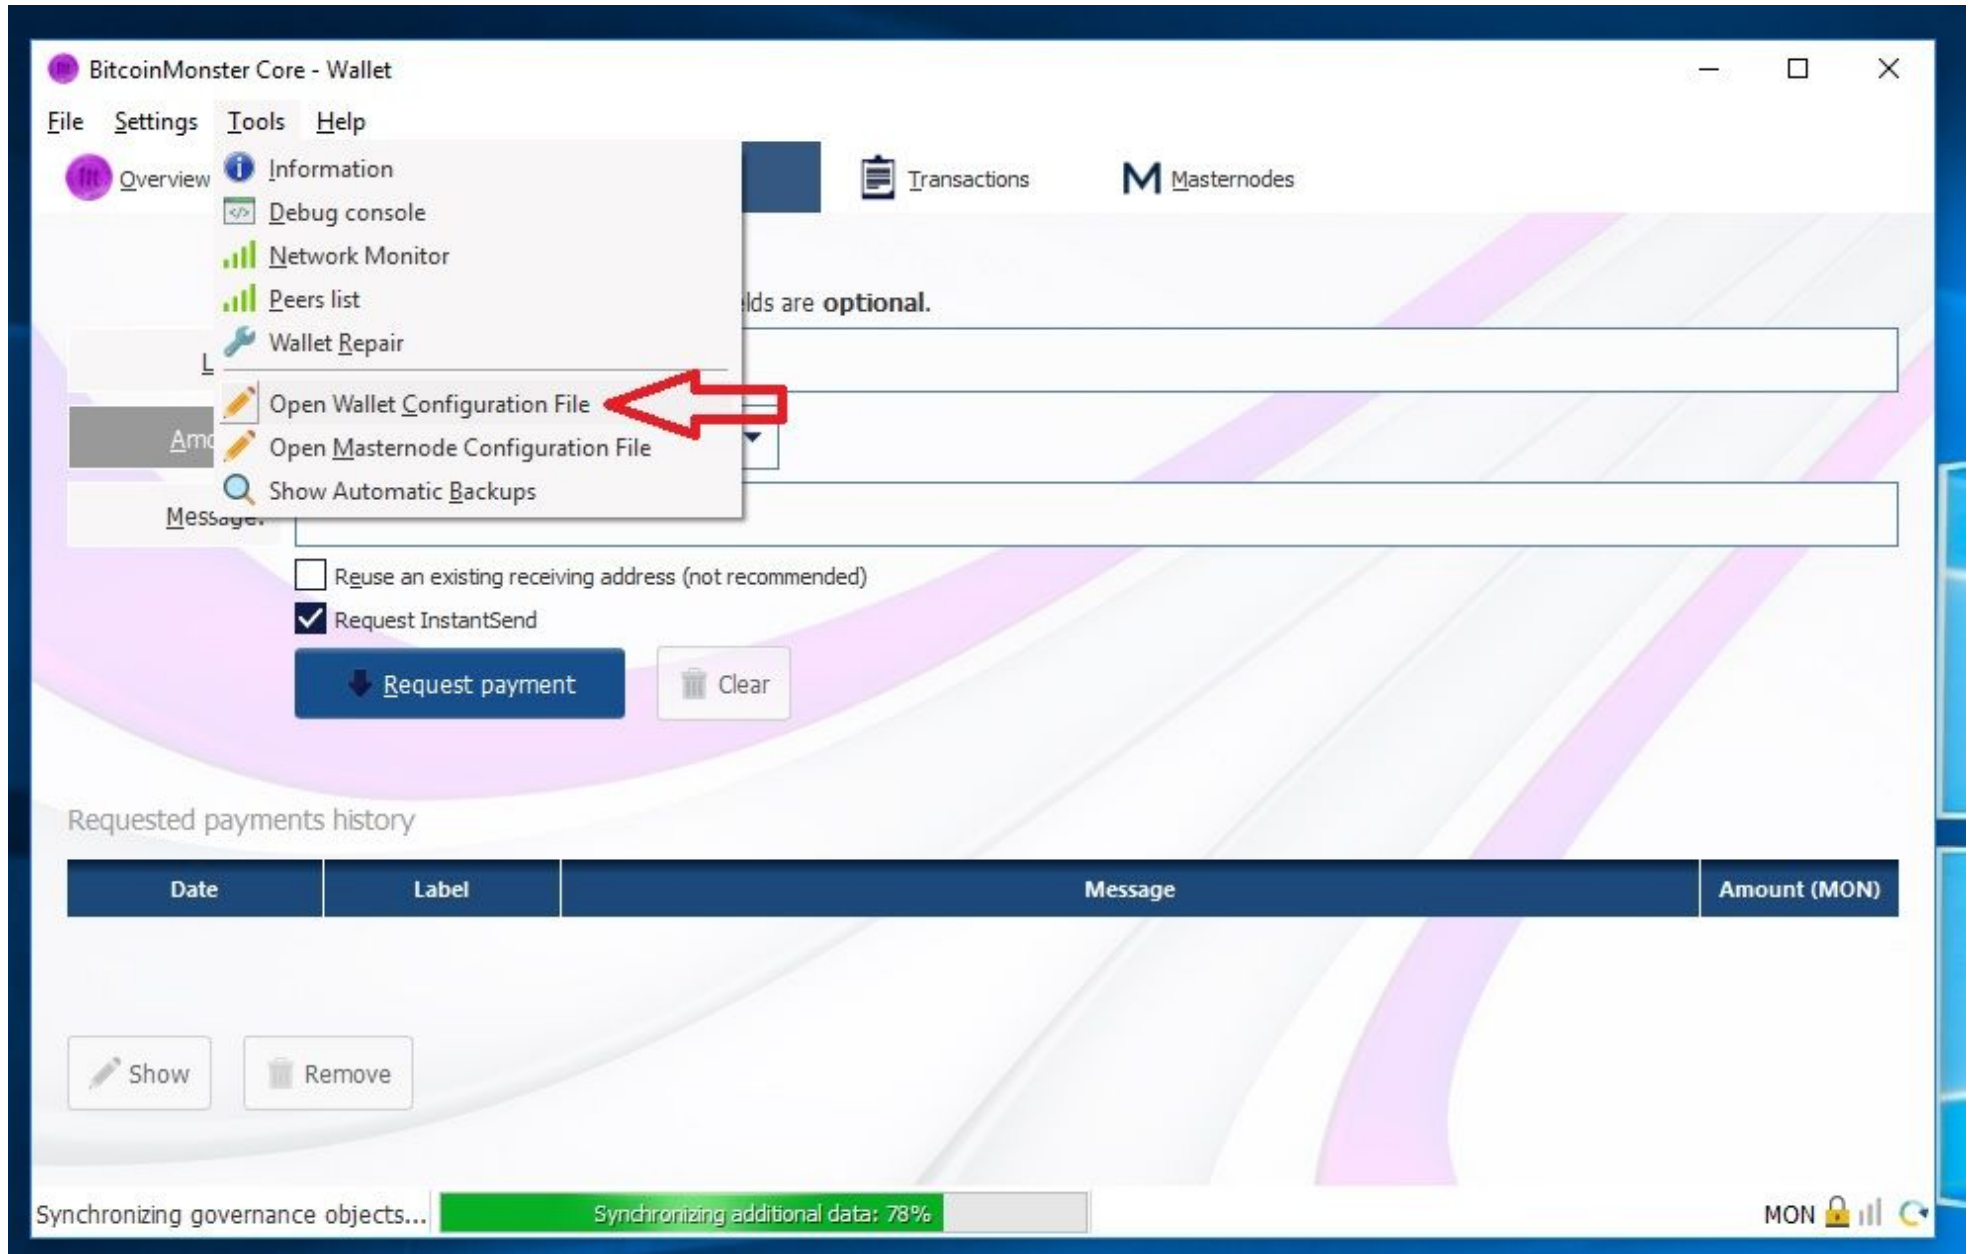 BitcoinMonster Core - Wallet
File Settings Tools Help
Overview
Transactions
Masternodes
Information
Debug console
Network Monitor
Peers list
Wallet Repair
Open Wallet Configuration File
Open Masternode Configuration File
Show Automatic Backups
are optional.
Message:
Reuse an existing receiving address (not recommended)
Request InstantSend
Request payment
Clear
Requested payments history
Date Label Message Amount (MON)
Show
Remove
Synchronizing governance objects...
Synchronizing additional data: 78%
MON